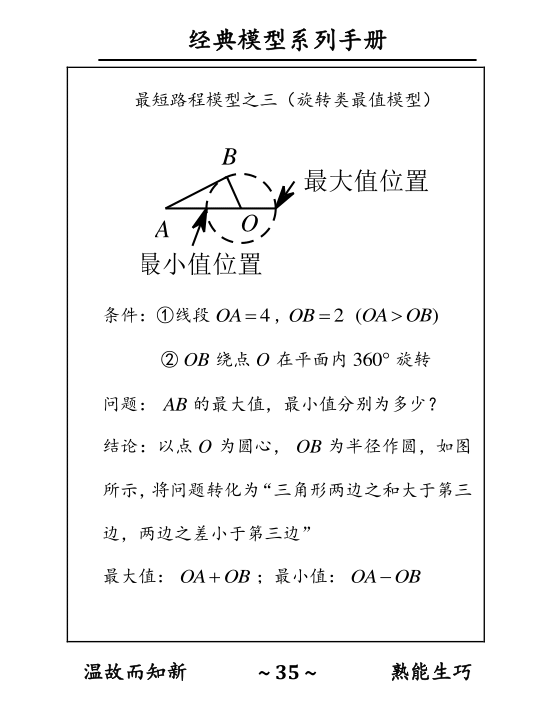 经典模型系列手册
最短路程模型之三（旋转类最值模型）
B
最大值位置
A
O
最小值位置
条件：①线段 OA=4，OB=2 (OA>OB)
② OB 绕点 O 在平面内 360° 旋转
问题： AB 的最大值，最小值分别为多少？
结论：以点 O 为圆心， OB 为半径作圆，如图
所示，将问题转化为“三角形两边之和大于第三
边，两边之差小于第三边”
最大值： OA+OB ；最小值： OA−OB
温故而知新 ~ 35 ~ 熟能生巧